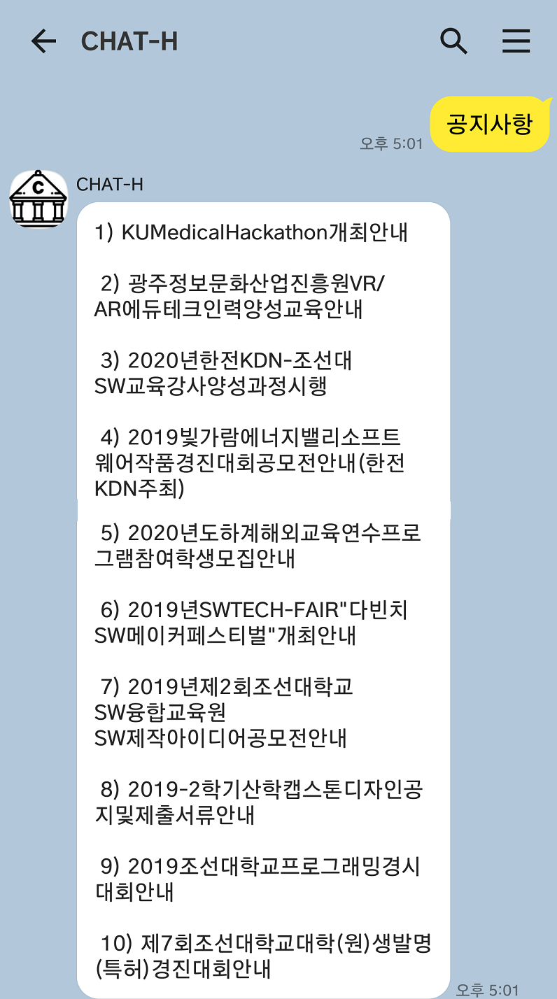 CHAT-H
공지사항
오후 5:01
C
CHAT-H
1) KUMedicalHackathon개최안내
2) 광주정보문화산업진흥원VR/
AR에듀테크인력양성교육안내
3) 2020년한전KDN-조선대
SW교육강사양성과정시행
4) 2019빛가람에너지밸리소프트
웨어작품경진대회공모전안내(한전
KDN주최)
5) 2020년도하계해외교육연수프로
그램참여학생모집안내
6) 2019년SWTECH-FAIR"다빈치
SW메이커페스티벌"개최안내
7) 2019년제2회조선대학교
SW융합교육원
SW제작아이디어공모전안내
8) 2019-2학기산학캡스톤디자인공
지및제출서류안내
9) 2019조선대학교프로그래밍경시
대회안내
10) 제7회조선대학교대학(원)생발명
(특허)경진대회안내
오후 5:01